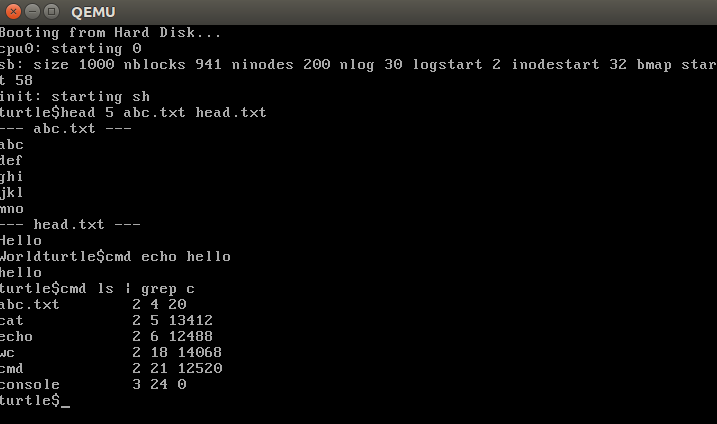 QEMU
Booting from Hard Disk...
cpu0: starting 0
sb: size 1000 nblocks 941 ninodes 200 nlog 30 logstart 2 inodestart 32 bmap star
t 58
init: starting sh
turtle$head 5 abc.txt head.txt
--- abc.txt ---
abc
def
ghi
jkl
mno
--- head.txt ---
Hello
Worldturtle$cmd echo hello
hello
turtle$cmd ls | grep c
abc.txt 2 4 20
cat 2 5 13412
echo 2 6 12488
wc 2 18 14068
cmd 2 21 12520
console 3 24 0
turtle$_